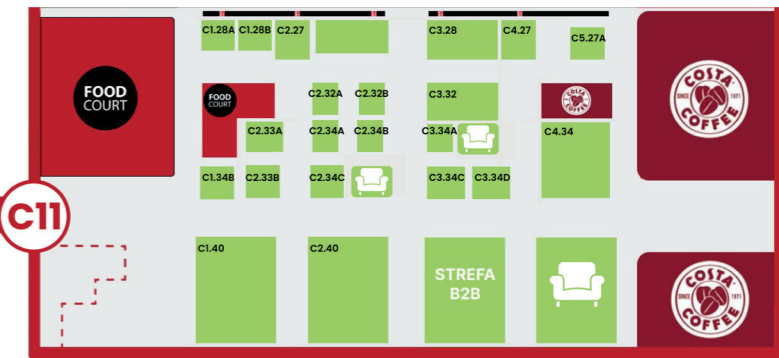 C1.28A C1.28B C2.27 C3.28 C4.27 C5.27A
FOOD
COURT
COSTA
SINCE 1971
COFFEE
FOOD
COURT
C2.32A C2.32B C3.32
C2.33A C2.34A C2.34B C3.34A C4.34
C1.34B C2.33B C2.34C C3.34C C3.34D
C11
C1.40 C2.40
STREFA
B2B
COSTA
SINCE 1971
COFFEE